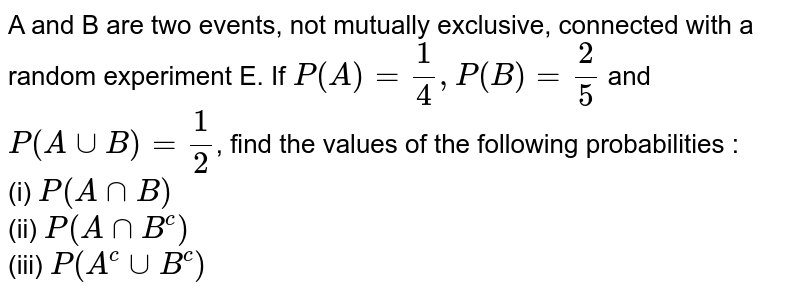 A and B are two events, not mutually exclusive, connected with a
random experiment E. If $P(A) = \frac{1}{4}, P(B) = \frac{2}{5}$ and
$P(A \cup B) = \frac{1}{2}$, find the values of the following probabilities :
(i) $P(A \cap B)$
(ii) $P(A \cap B^c)$
(iii) $P(A^c \cup B^c)$